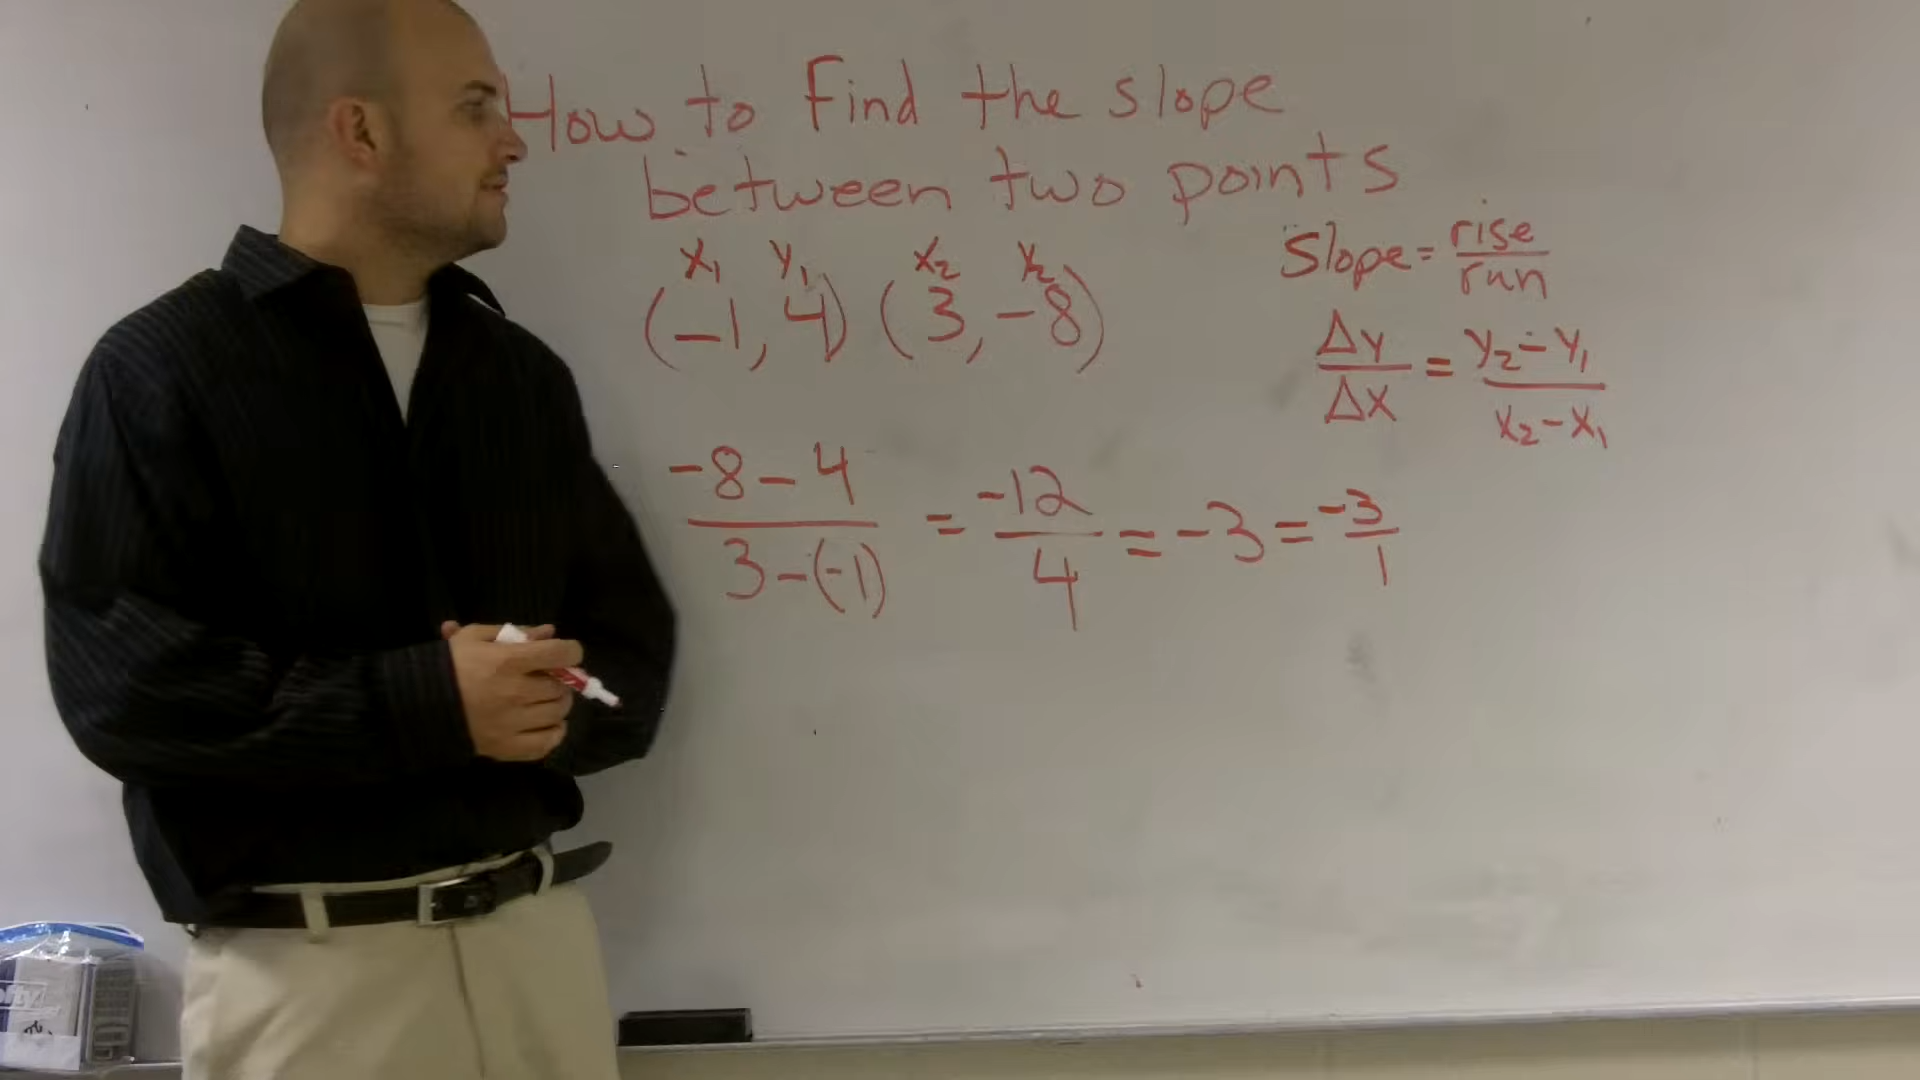 How to find the slope
between two points
x₁ y₁ x₂ y₂
(-1, 4) (3, -8)
Slope = rise/run
Δy/Δx = y₂-y₁/x₂-x₁
-8-4/3-(-1) = -12/4 = -3 = -3/1